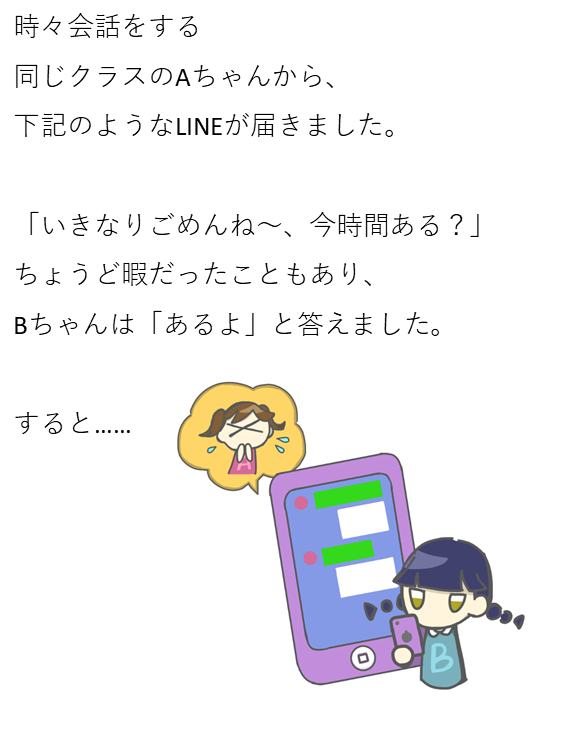 時々会話をする
同じクラスのAちゃんから、
下記のようなLINEが届きました。
「いきなりごめんね～、今時間ある？」
ちょうど暇だったこともあり、
Bちゃんは「あるよ」と答えました。
すると……
A
B